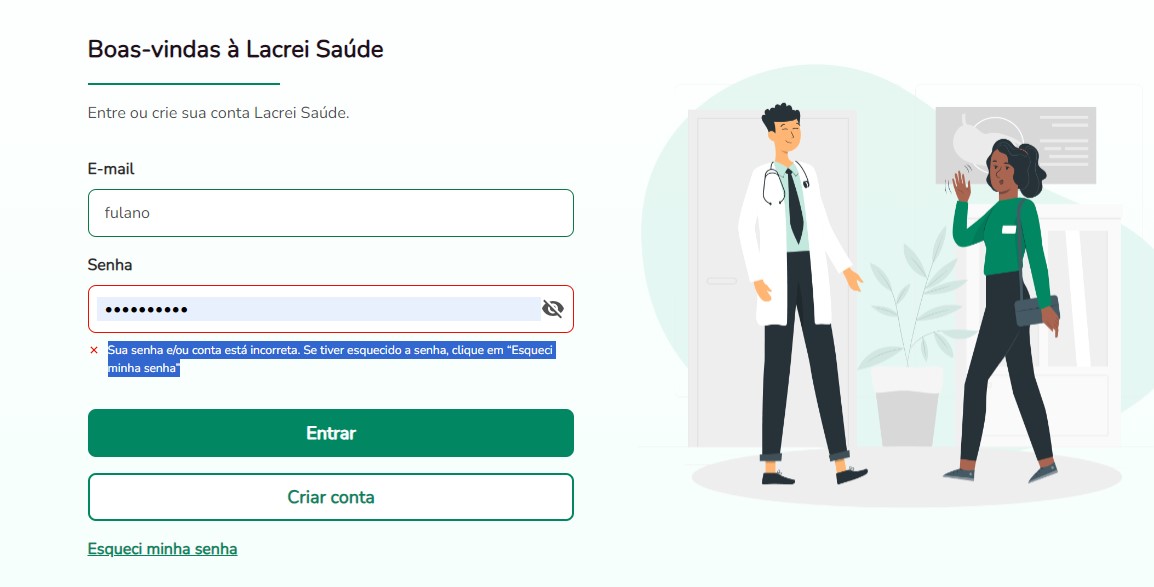 Boas-vindas à Lacrei Saúde
Entre ou crie sua conta Lacrei Saúde.
E-mail
fulano
Senha
••••••••••
Sua senha e/ou conta está incorreta. Se tiver esquecido a senha, clique em “Esqueci
minha senha”
Entrar
Criar conta
Esqueci minha senha